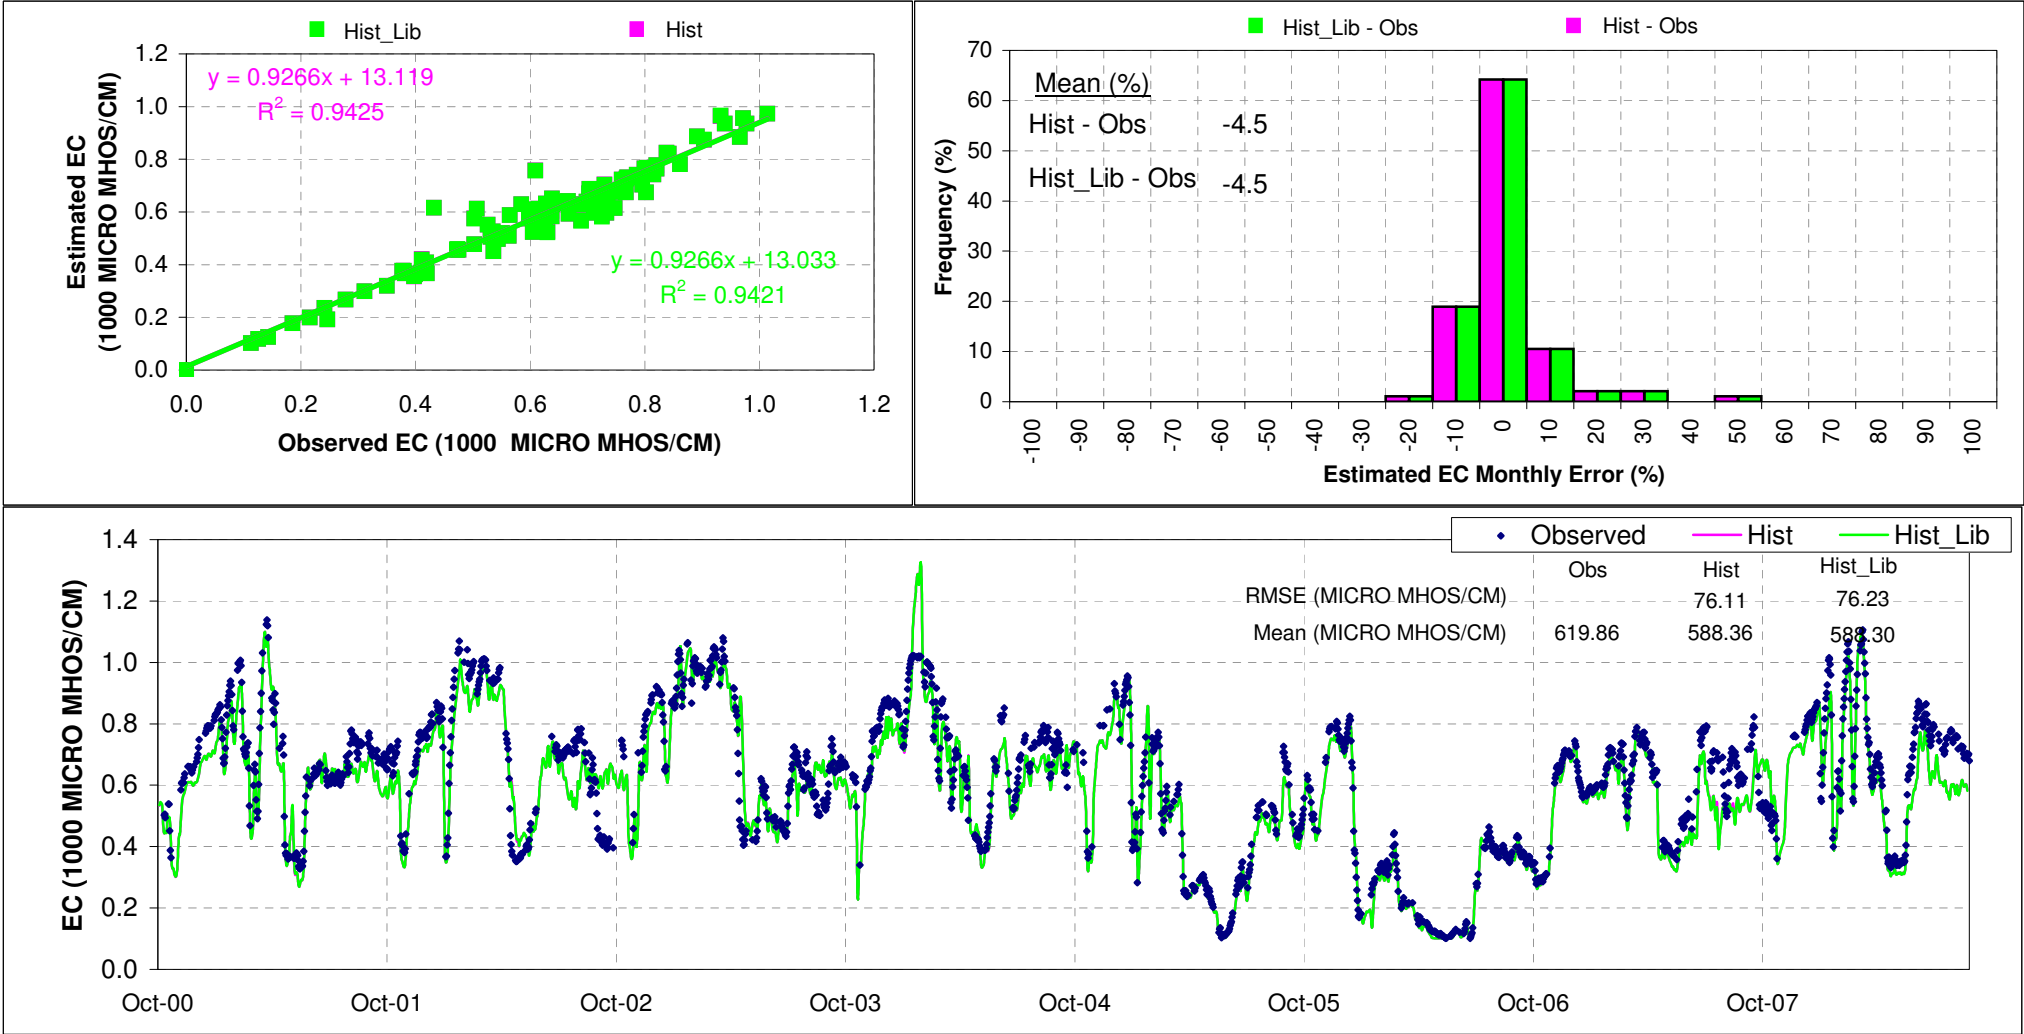 Hist_Lib Hist
y = 0.9266x + 13.119
R² = 0.9425
y = 0.9266x + 13.033
R² = 0.9421
1.2
1.0
0.8
0.6
0.4
0.2
0.0
0.0 0.2 0.4 0.6 0.8 1.0 1.2
Estimated EC
(1000 MICRO MHOS/CM)
Observed EC (1000 MICRO MHOS/CM)
Hist_Lib - Obs Hist - Obs
Mean (%)
Hist - Obs -4.5
Hist_Lib - Obs -4.5
70
60
50
40
30
20
10
0
Frequency (%)
-100 -90 -80 -70 -60 -50 -40 -30 -20 -10 0 10 20 30 40 50 60 70 80 90 100
Estimated EC Monthly Error (%)
Observed Hist Hist_Lib
Obs Hist Hist_Lib
RMSE (MICRO MHOS/CM) 76.11 76.23
Mean (MICRO MHOS/CM) 619.86 588.36 588.30
1.4
1.2
1.0
0.8
0.6
0.4
0.2
0.0
EC (1000 MICRO MHOS/CM)
Oct-00 Oct-01 Oct-02 Oct-03 Oct-04 Oct-05 Oct-06 Oct-07